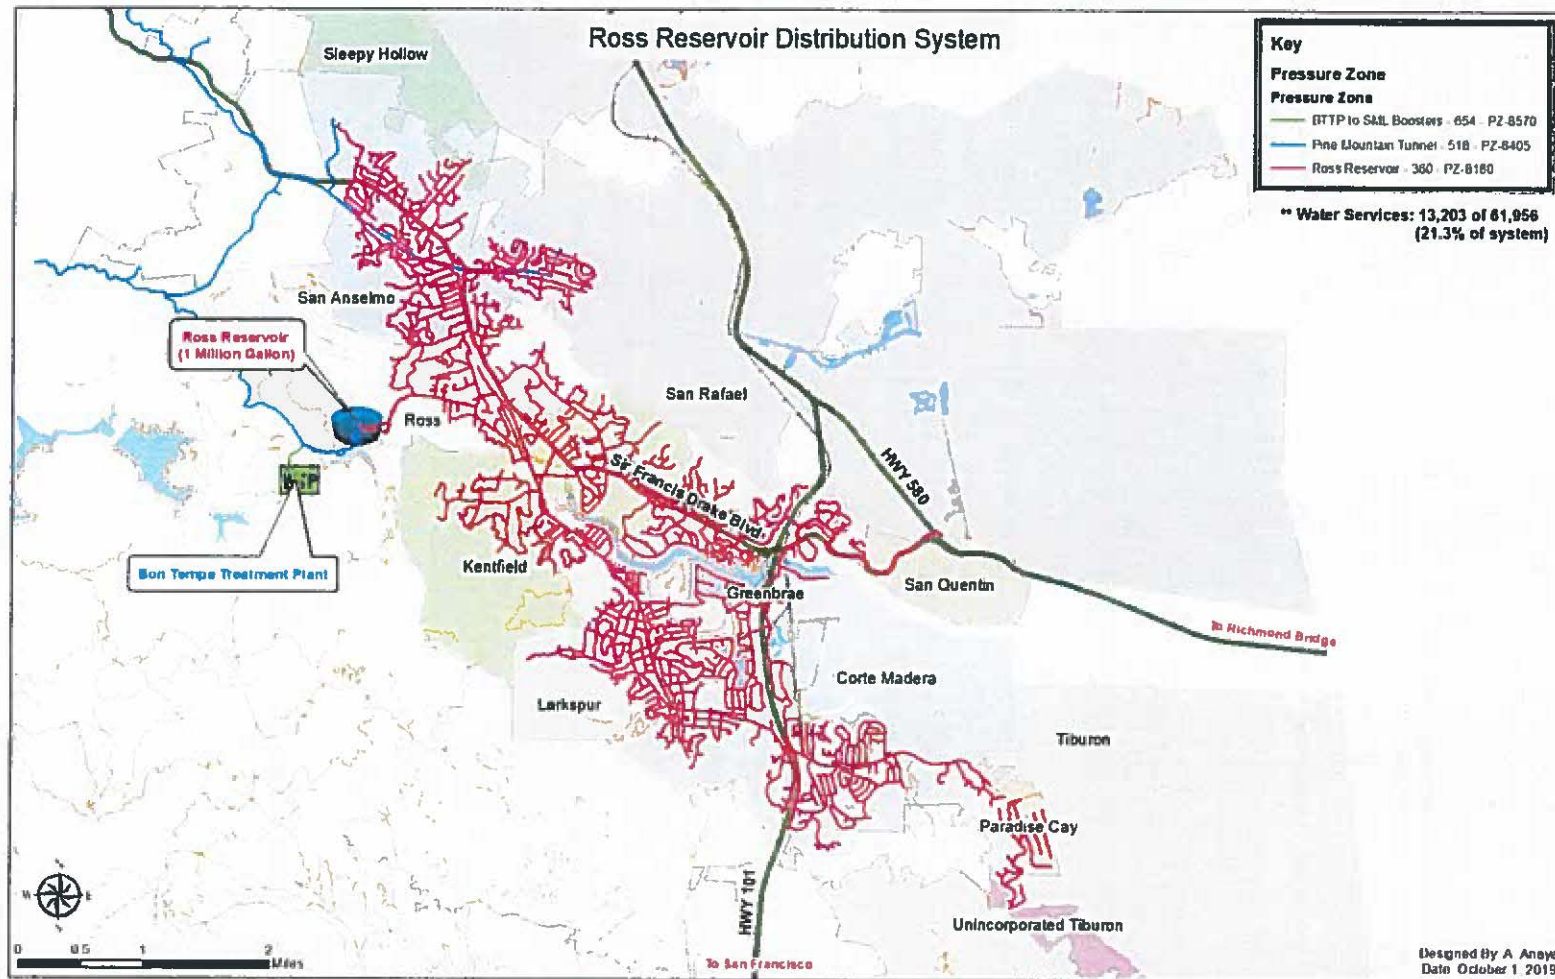 Ross Reservoir Distribution System
Key
Pressure Zone
Pressure Zone
BTTP to SML Boosters - 654 - PZ-8570
Pine Mountain Tunnel - 518 - PZ-8405
Ross Reservoir - 360 - PZ-8160
** Water Services: 13,203 of 61,956
(21.3% of system)
Sleepy Hollow
San Anselmo
Ross Reservoir
(1 Million Gallon)
Ross
San Rafael
HWY 580
Sir Francis Drake Blvd
Bon Tempe Treatment Plant
Kentfield
Greenbrae
San Quentin
To Richmond Bridge
Corte Madera
Larkspur
Tiburon
Paradise Cay
Unincorporated Tiburon
HWY 101
To San Francisco
0 0.5 1 2
Miles
Designed By A
Date October 1